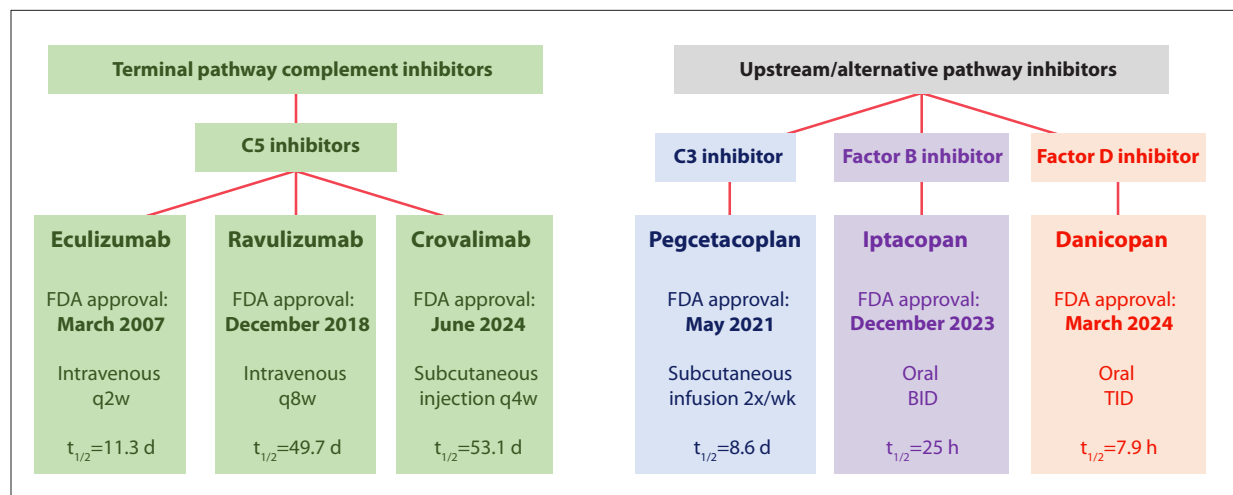 Terminal pathway complement inhibitors
C5 inhibitors
Eculizumab
FDA approval:
March 2007
Intravenous
q2w
t1/2=11.3 d
Ravulizumab
FDA approval:
December 2018
Intravenous
q8w
t1/2=49.7 d
Crovalimab
FDA approval:
June 2024
Subcutaneous
injection q4w
t1/2=53.1 d
Upstream/alternative pathway inhibitors
C3 inhibitor
Pegcetacoplan
FDA approval:
May 2021
Subcutaneous
infusion 2x/wk
t1/2=8.6 d
Factor B inhibitor
Iptacopan
FDA approval:
December 2023
Oral
BID
t1/2=25 h
Factor D inhibitor
Danicopan
FDA approval:
March 2024
Oral
TID
t1/2=7.9 h